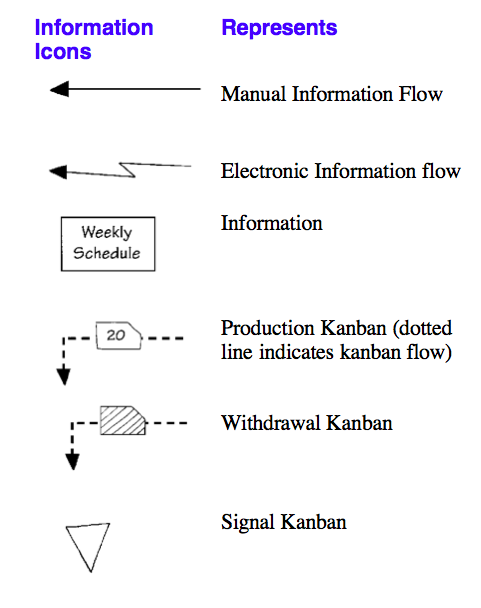 Information Icons
Represents
Manual Information Flow
Electronic Information flow
Weekly
Schedule
Information
20
Production Kanban (dotted
line indicates kanban flow)
Withdrawal Kanban
Signal Kanban